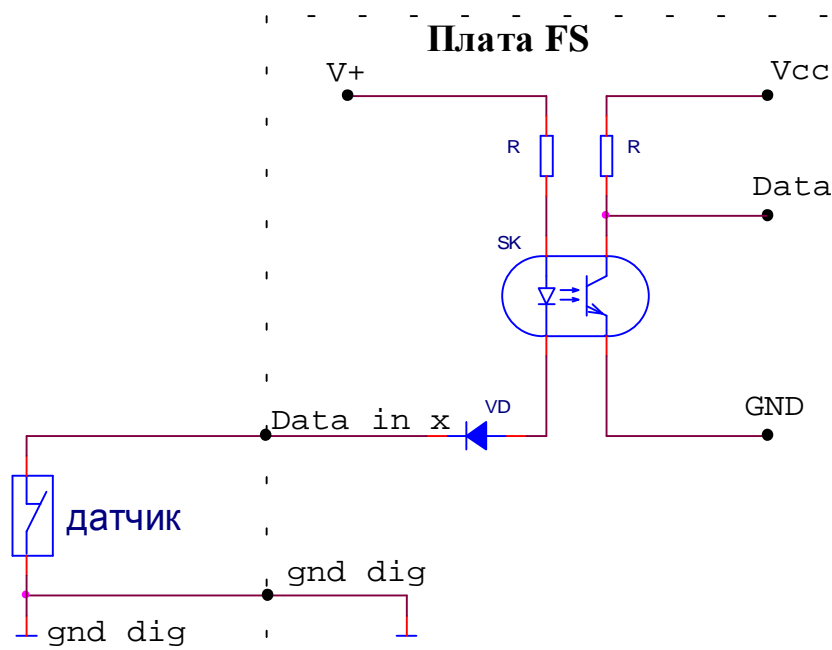 Плата FS
V+
Vcc
R
R
Data
SK
GND
Data in x
VD
датчик
gnd dig
gnd dig